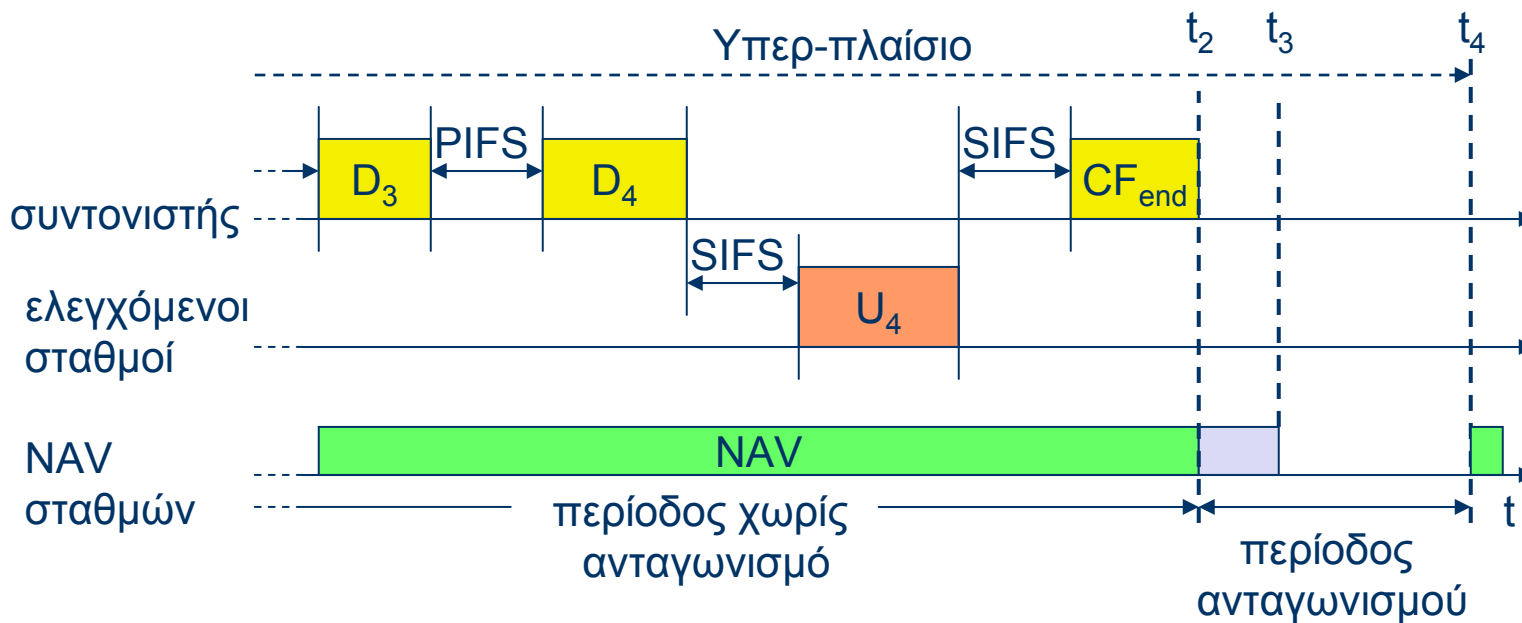 Υπερ-πλαίσιο
t2
t3
t4
D3
PIFS
D4
SIFS
CFend
συντονιστής
SIFS
U4
ελεγχόμενοι
σταθμοί
NAV
NAV
σταθμών
περίοδος χωρίς
ανταγωνισμό
t
περίοδος
ανταγωνισμού